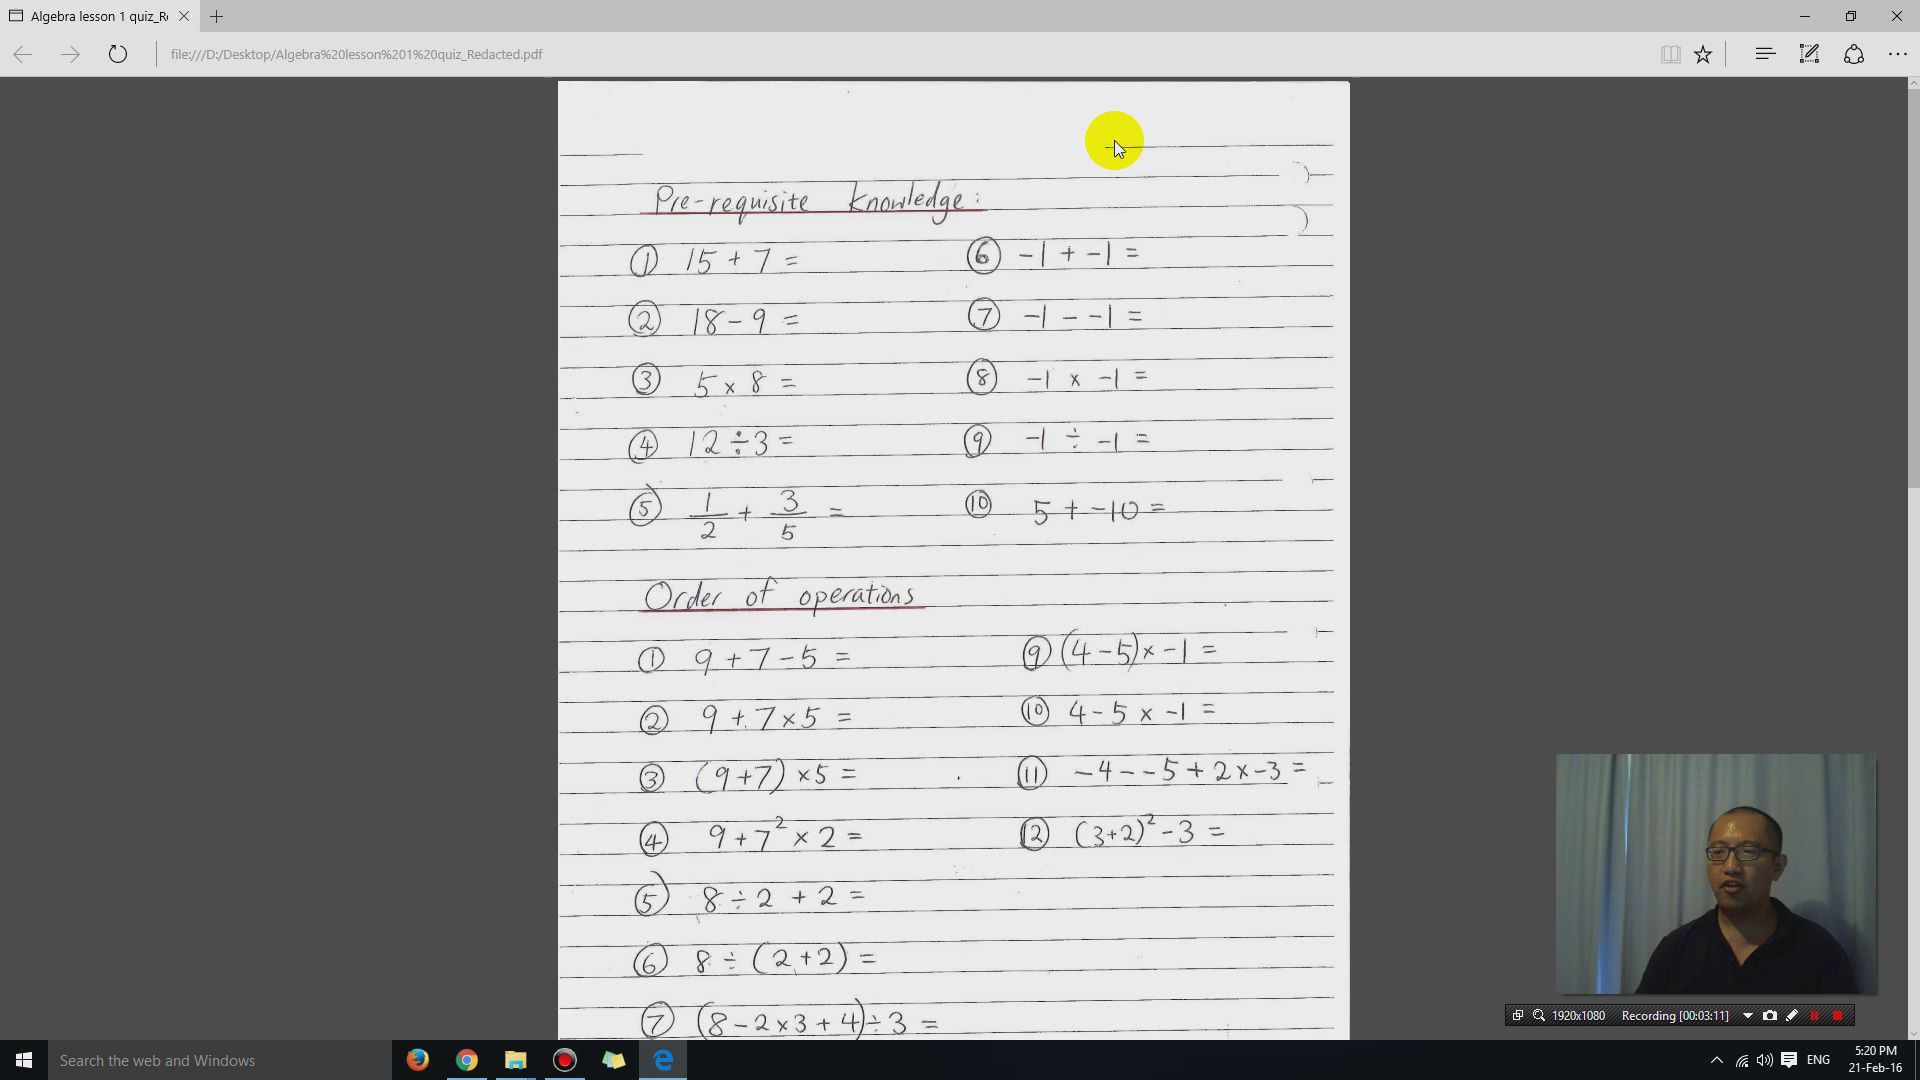 Algebra lesson 1 quiz_Re
file:///D:/Desktop/Algebra%20lesson%201%20quiz_Redacted.pdf
Pre-requisite knowledge:
① 15 + 7 =
② 18 - 9 =
③ 5 x 8 =
④ 12 ÷ 3 =
⑤ 1/2 + 3/5 =
⑥ -1 + -1 =
⑦ -1 - -1 =
⑧ -1 x -1 =
⑨ -1 ÷ -1 =
⑩ 5 + -10 =
Order of operations
① 9 + 7 - 5 =
② 9 + 7 x 5 =
③ (9+7) x 5 =
④ 9 + 7² x 2 =
⑤ 8 ÷ 2 + 2 =
⑥ 8 ÷ (2+2) =
⑦ (8 - 2 x 3 + 4) ÷ 3 =
⑨ (4-5) x -1 =
⑩ 4 - 5 x -1 =
⑪ -4 - -5 + 2 x -3 =
⑫ (3+2)² - 3 =
1920x1080 Recording [00:03:11]
Search the web and Windows
ENG
5:20 PM
21-Feb-16